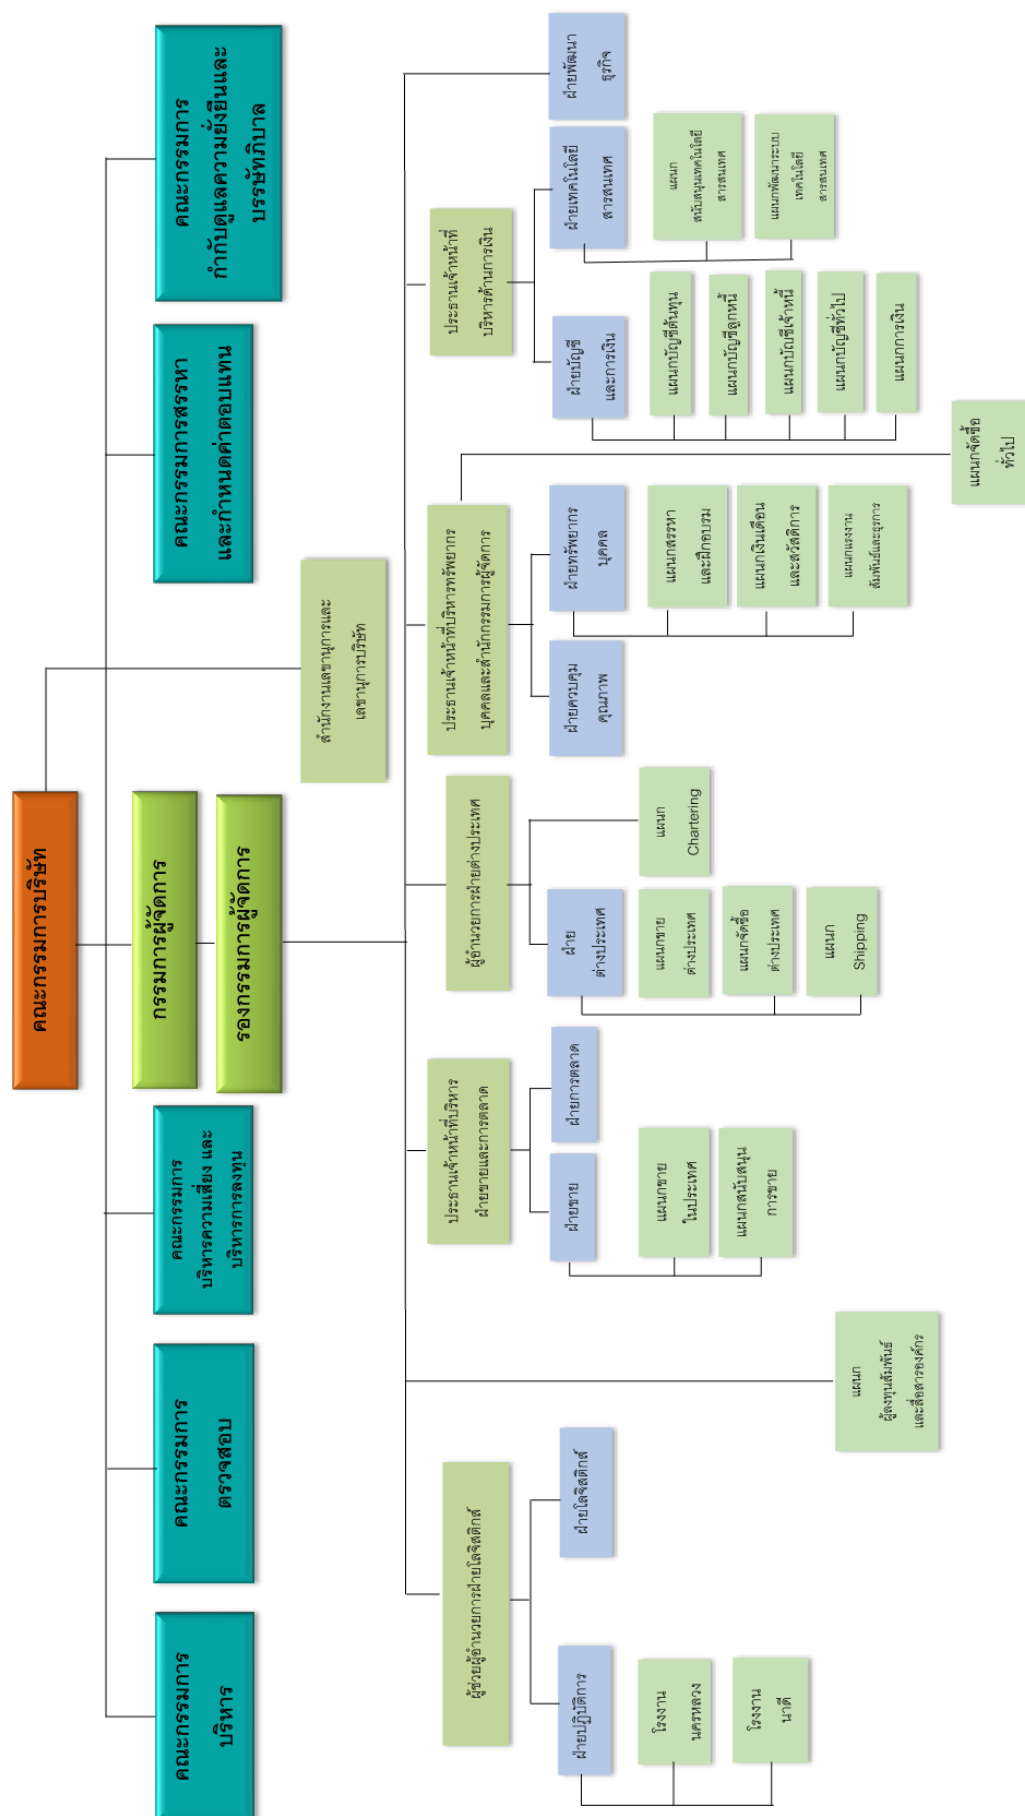 คณะกรรมการบริษัท
กรรมการผู้จัดการ
รองกรรมการผู้จัดการ
คณะกรรมการ
บริหาร
คณะกรรมการ
ตรวจสอบ
คณะกรรมการ
บริหารความเสี่ยง และ
บริหารการลงทุน
คณะกรรมการสรรหา
และกำหนดค่าตอบแทน
คณะกรรมการ
กำกับดูแลความยั่งยืนและ
บรรษัทภิบาล
สำนักงานเลขานุการและ
เลขานุการบริษัท
ผู้ช่วยผู้อำนวยการฝ่ายโลจิสติกส์
ฝ่ายปฏิบัติการ
โรงงาน
นครหลวง
โรงงาน
นาดี
ฝ่ายโลจิสติกส์
แผนก
ผู้ลงทุนสัมพันธ์
และสื่อสารองค์กร
ประธานเจ้าหน้าที่บริหาร
ฝ่ายขายและการตลาด
ฝ่ายขาย
แผนกขาย
ในประเทศ
แผนกสนับสนุน
การขาย
ฝ่ายการตลาด
ผู้อำนวยการฝ่ายต่างประเทศ
ฝ่าย
ต่างประเทศ
แผนกขาย
ต่างประเทศ
แผนกจัดซื้อ
ต่างประเทศ
แผนก
Shipping
แผนก
Chartering
ประธานเจ้าหน้าที่บริหารทรัพยากร
บุคคลและสำนักกรรมการผู้จัดการ
ฝ่ายควบคุม
คุณภาพ
ฝ่ายทรัพยากร
บุคคล
แผนกสรรหา
และฝึกอบรม
แผนกเงินเดือน
และสวัสดิการ
แผนกแรงงาน
สัมพันธ์และธุรการ
แผนกจัดซื้อ
ทั่วไป
ประธานเจ้าหน้าที่
บริหารด้านการเงิน
ฝ่ายบัญชี
และการเงิน
แผนกบัญชีต้นทุน
แผนกบัญชีลูกหนี้
แผนกบัญชีเจ้าหนี้
แผนกบัญชีทั่วไป
แผนกการเงิน
ฝ่ายเทคโนโลยี
สารสนเทศ
แผนก
สนับสนุนเทคโนโลยี
สารสนเทศ
แผนกพัฒนาระบบ
เทคโนโลยี
สารสนเทศ
ฝ่ายพัฒนา
ธุรกิจ